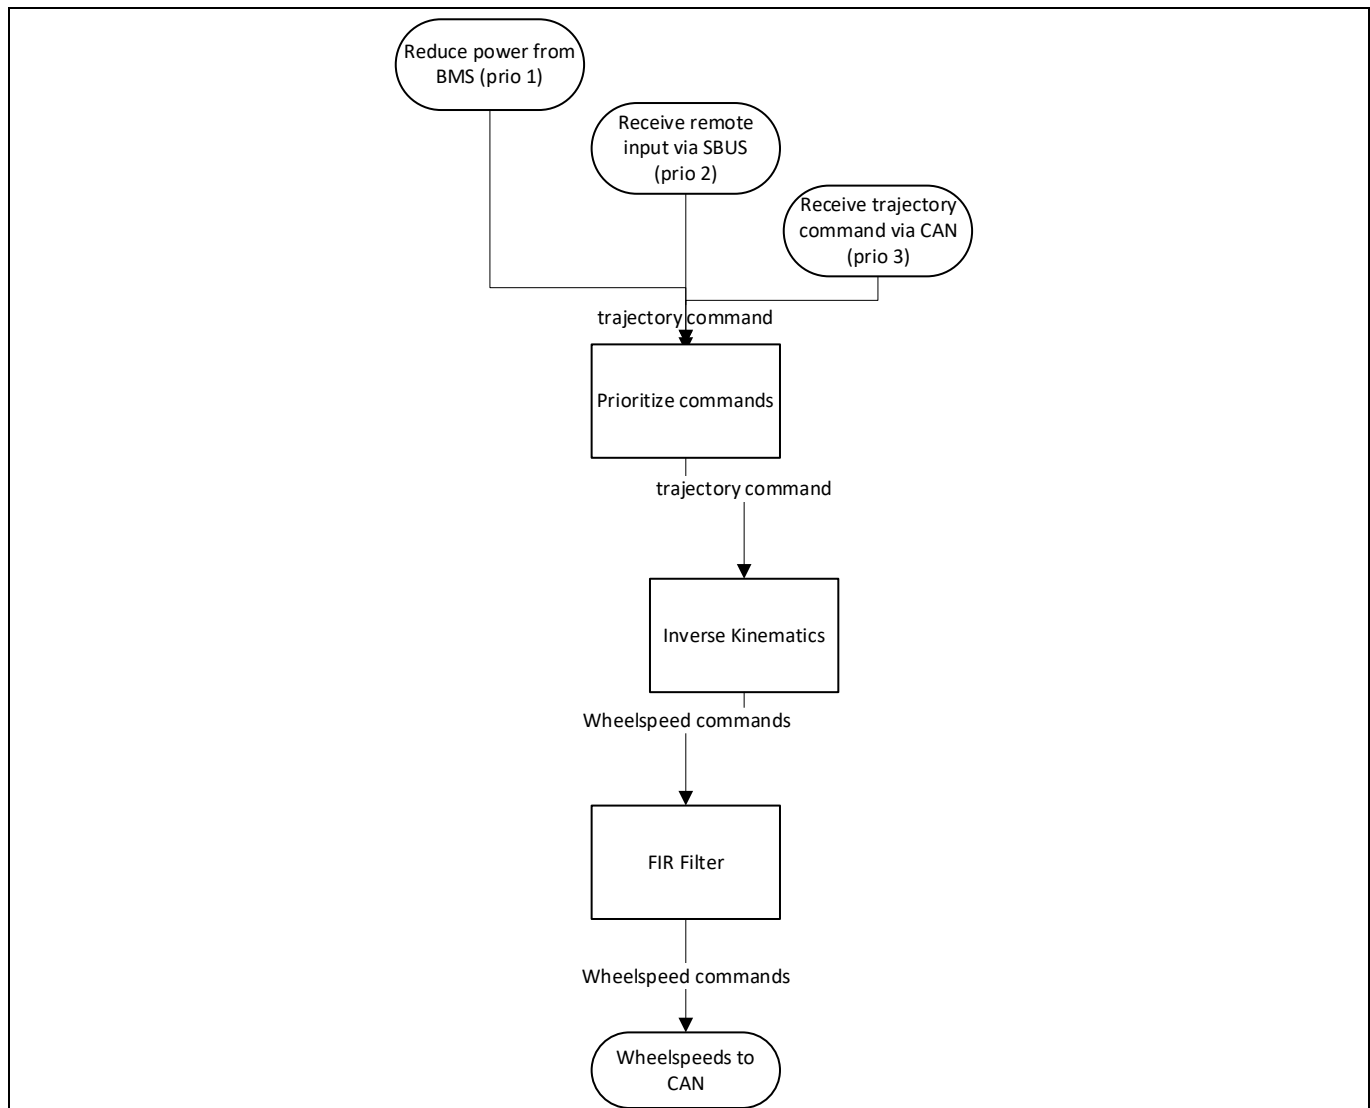 Reduce power from
BMS (prio 1)
Receive remote
input via SBUS
(prio 2)
Receive trajectory
command via CAN
(prio 3)
trajectory command
Prioritize commands
trajectory command
Inverse Kinematics
Wheelspeed commands
FIR Filter
Wheelspeed commands
Wheelspeeds to
CAN